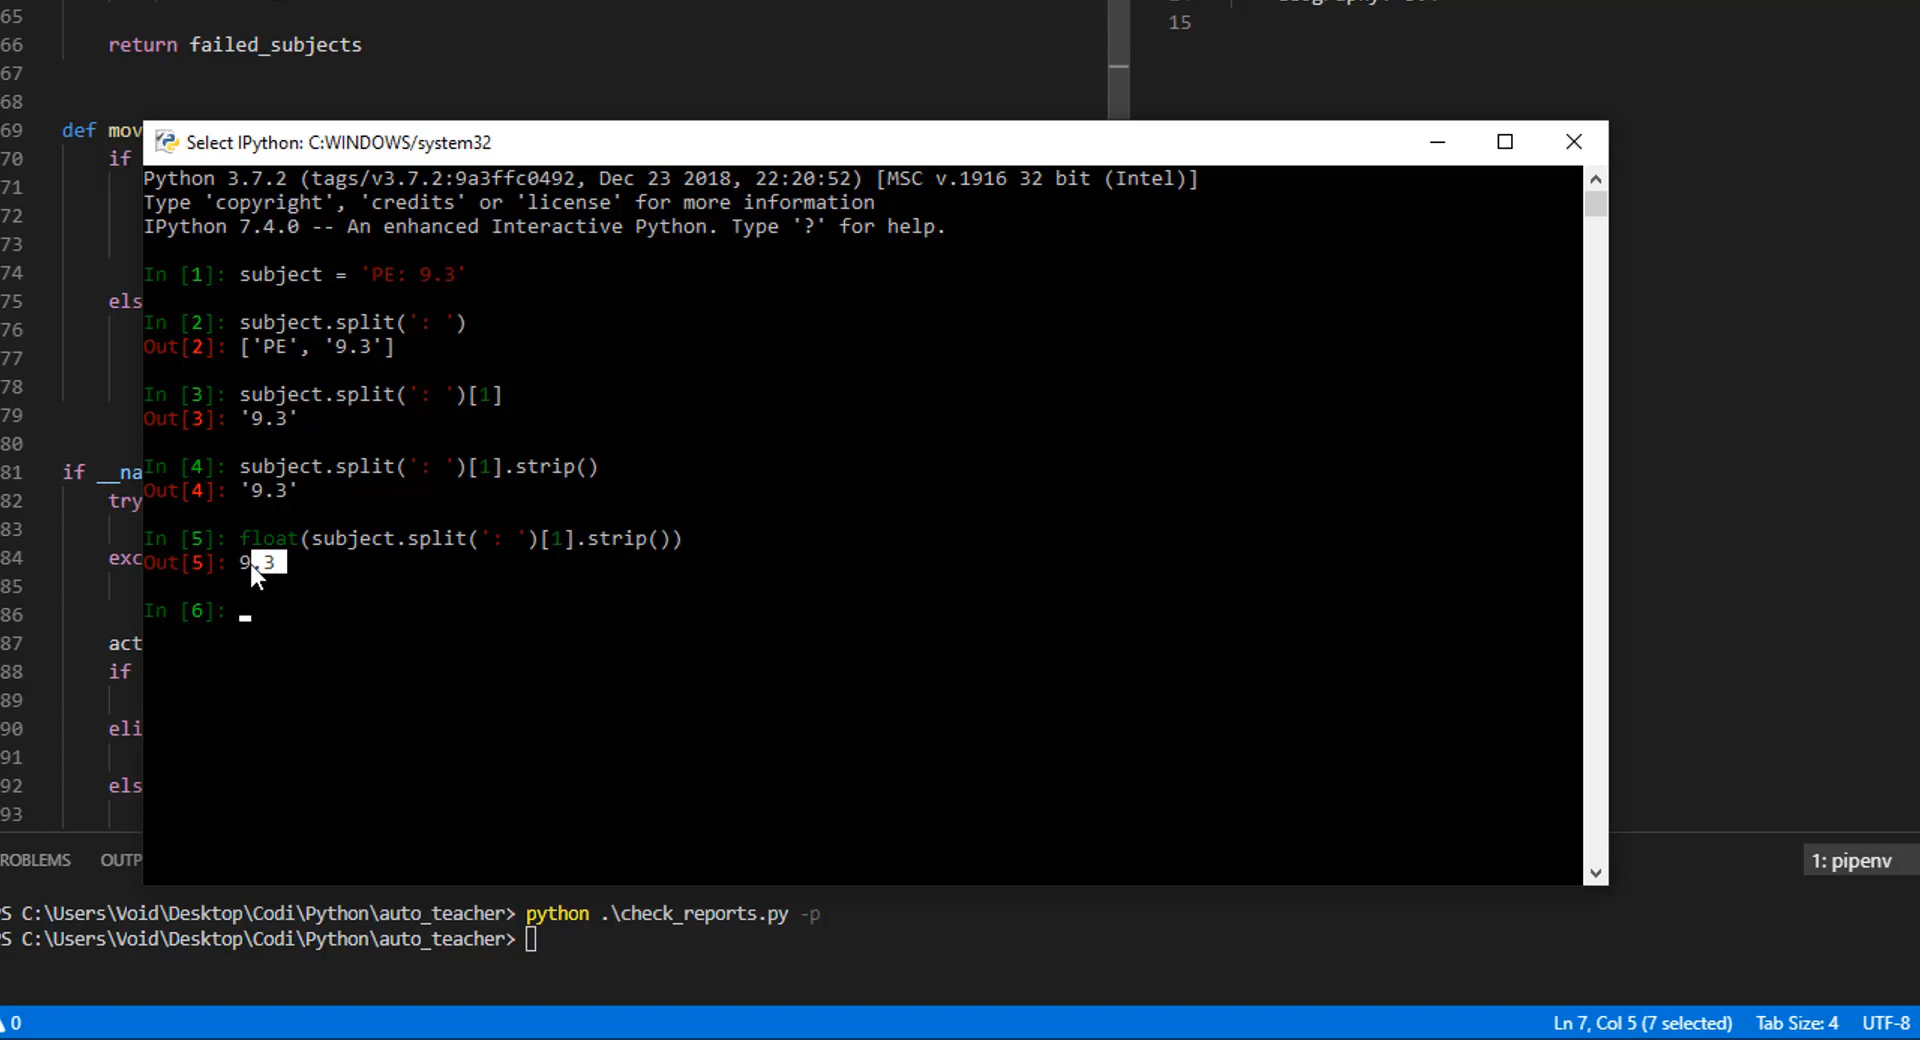 65
66 return failed_subjects
67
68
69 def mov
70 if
71
72
73
74
75 els
76
77
78
79
80
81 if __na
82 try
83
84 exc
85
86
87 act
88 if
89
90 eli
91
92 els
93
15
Select IPython: C:WINDOWS/system32
Python 3.7.2 (tags/v3.7.2:9a3ffc0492, Dec 23 2018, 22:20:52) [MSC v.1916 32 bit (Intel)]
Type 'copyright', 'credits' or 'license' for more information
IPython 7.4.0 -- An enhanced Interactive Python. Type '?' for help.
In [1]: subject = 'PE: 9.3'
In [2]: subject.split(': ')
Out[2]: ['PE', '9.3']
In [3]: subject.split(': ')[1]
Out[3]: '9.3'
In [4]: subject.split(': ')[1].strip()
Out[4]: '9.3'
In [5]: float(subject.split(': ')[1].strip())
Out[5]: 9.3
In [6]:
ROBLEMS OUTP 1: pipenv
S C:\Users\Void\Desktop\Codi\Python\auto_teacher> python .\check_reports.py -p
S C:\Users\Void\Desktop\Codi\Python\auto_teacher>
0 Ln 7, Col 5 (7 selected) Tab Size: 4 UTF-8